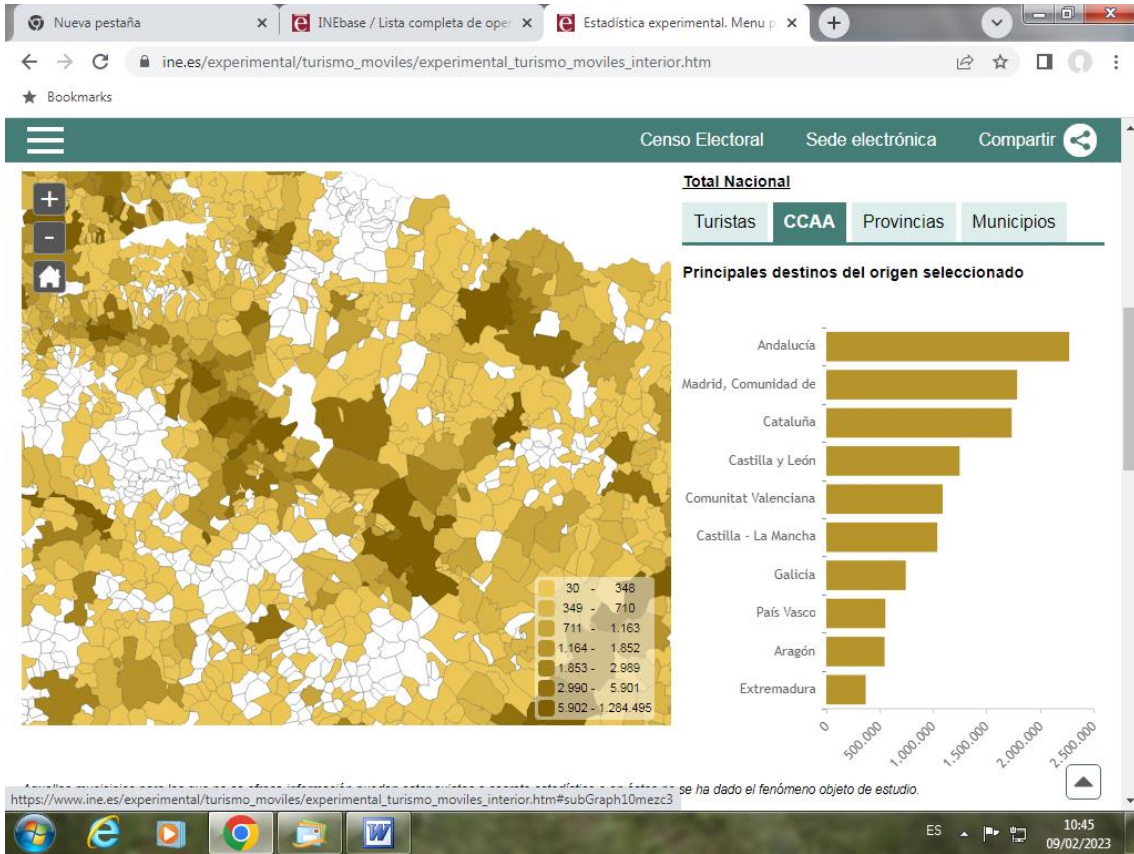 Nueva pestaña
INEbase / Lista completa de oper
Estadística experimental. Menu p
ine.es/experimental/turismo_moviles/experimental_turismo_moviles_interior.htm
Bookmarks
Censo Electoral Sede electrónica Compartir
+
-
Total Nacional
Turistas CCAA Provincias Municipios
Principales destinos del origen seleccionado
Andalucía
Madrid, Comunidad de
Cataluña
Castilla y León
Comunitat Valenciana
Castilla - La Mancha
Galicia
País Vasco
Aragón
Extremadura
0 500.000 1.000.000 1.500.000 2.000.000 2.500.000
30 - 348
349 - 710
711 - 1.163
1.164 - 1.852
1.853 - 2.989
2.990 - 5.901
5.902 - 1.284.495
se ha dado el fenómeno objeto de estudio.
https://www.ine.es/experimental/turismo_moviles/experimental_turismo_moviles_interior.htm#subGraph10mezc3
ES 10:45
09/02/2023